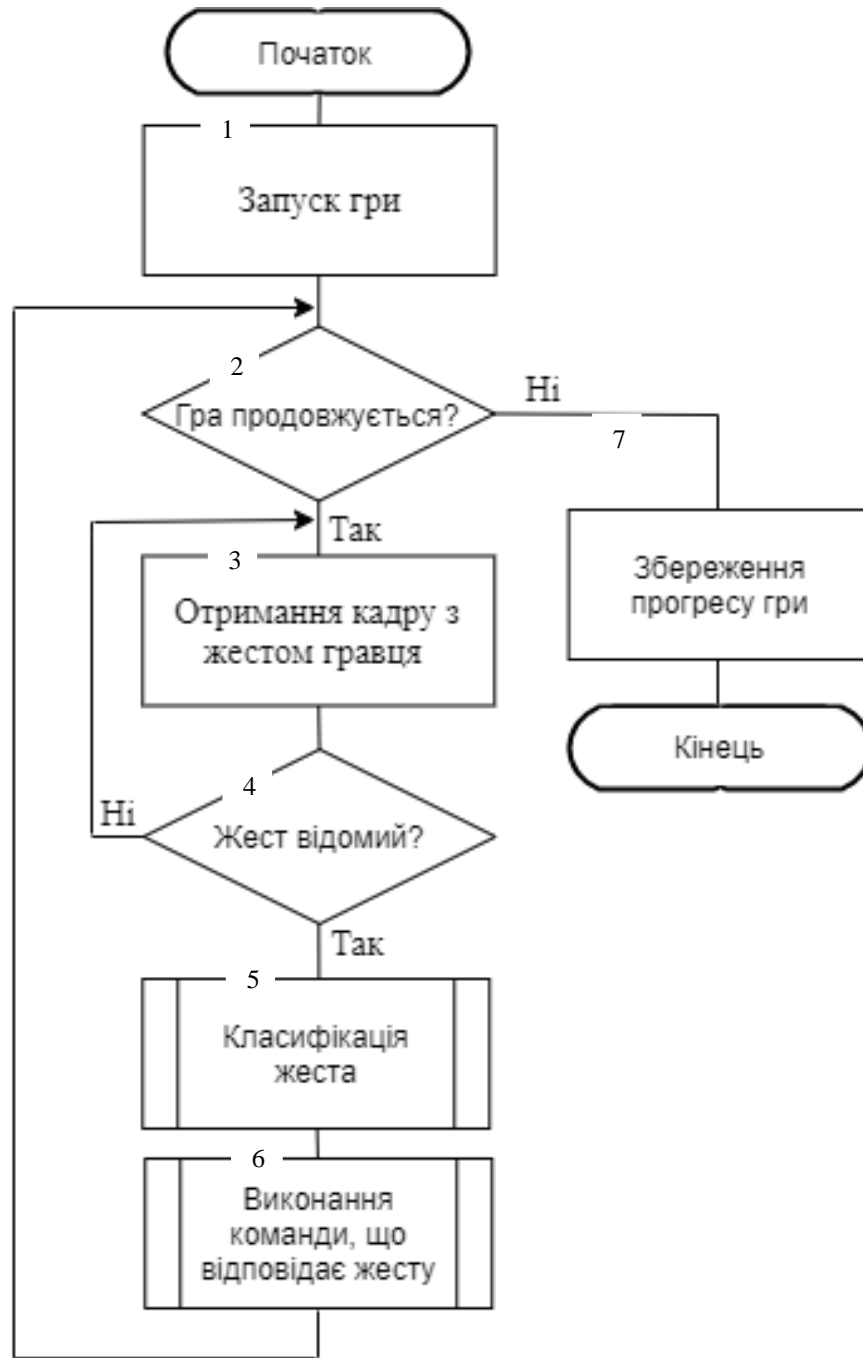 Початок
1
Запуск гри
2
Гра продовжується?
Ні
7
Так
3
Отримання кадру з
жестом гравця
Збереження
прогресу гри
Кінець
4
Ні
Жест відомий?
Так
5
Класифікація
жеста
6
Виконання
команди, що
відповідає жесту